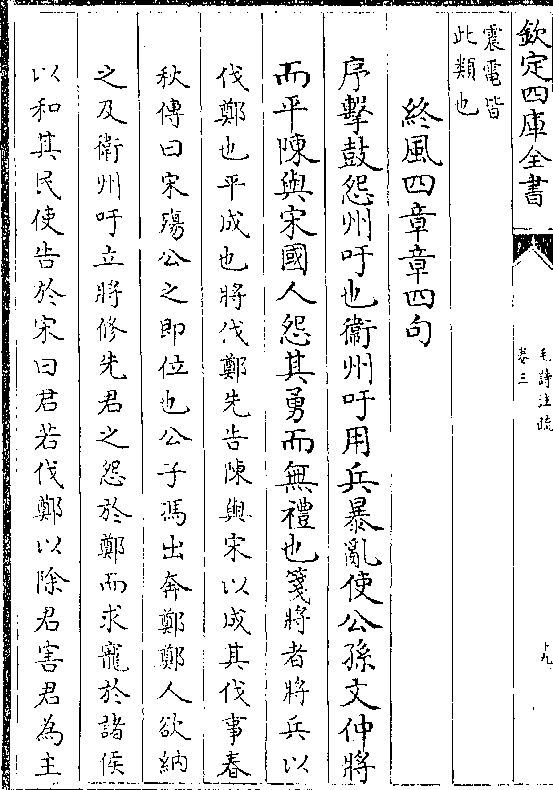 欽定四庫全書
毛詩注疏
卷三
十九
震電皆
此類也
終風四章章四句
序擊鼓怨州吁也衞州吁用兵暴亂使公孫文仲將
而平陳與宋國人怨其勇而無禮也箋將者將兵以
伐鄭也平成也將伐鄭先告陳與宋以成其伐事春
秋傳曰宋殤公之即位也公子馮出奔鄭鄭人欲納
之及衞州吁立將修先君之怨於鄭而求寵於諸侯
以和其民使告於宋曰君若伐鄭以除君害君為主